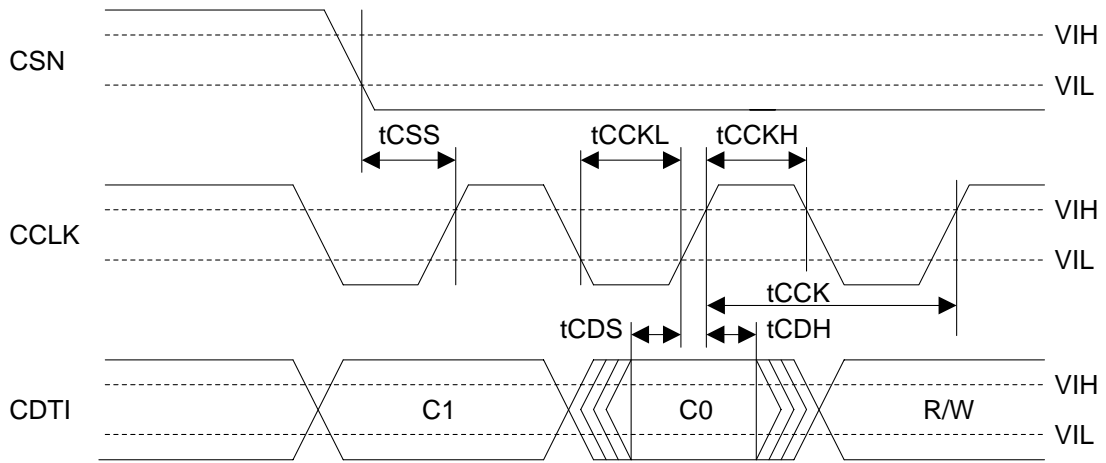 VIH
CSN
VIL
tCSS tCCKL tCCKH
VIH
CCLK
VIL
tCCK
tCDS tCDH
VIH
CDTI C1 C0 R/W
VIL